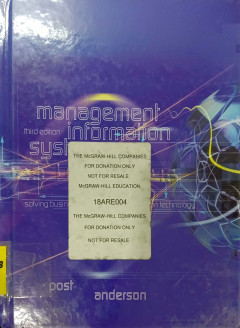 management
third edition information
syst
THE McGRAW-HILL COMPANIES
FOR DONATION ONLY
NOT FOR RESALE
McGRAW-HILL EDUCATION
18ARE004
THE McGRAW-HILL COMPANIES
FOR DONATION ONLY
NOT FOR RESALE
solving busi
technology
post
anderson